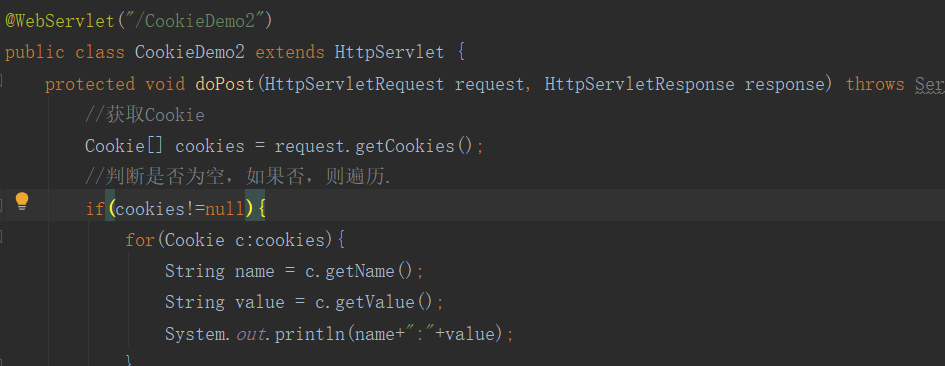 @WebServlet("/CookieDemo2")
public class CookieDemo2 extends HttpServlet {
protected void doPost(HttpServletRequest request, HttpServletResponse response) throws Ser
//获取Cookie
Cookie[] cookies = request.getCookies();
//判断是否为空，如果否，则遍历.
if(cookies!=null){
for(Cookie c:cookies){
String name = c.getName();
String value = c.getValue();
System.out.println(name+":"+value);
}